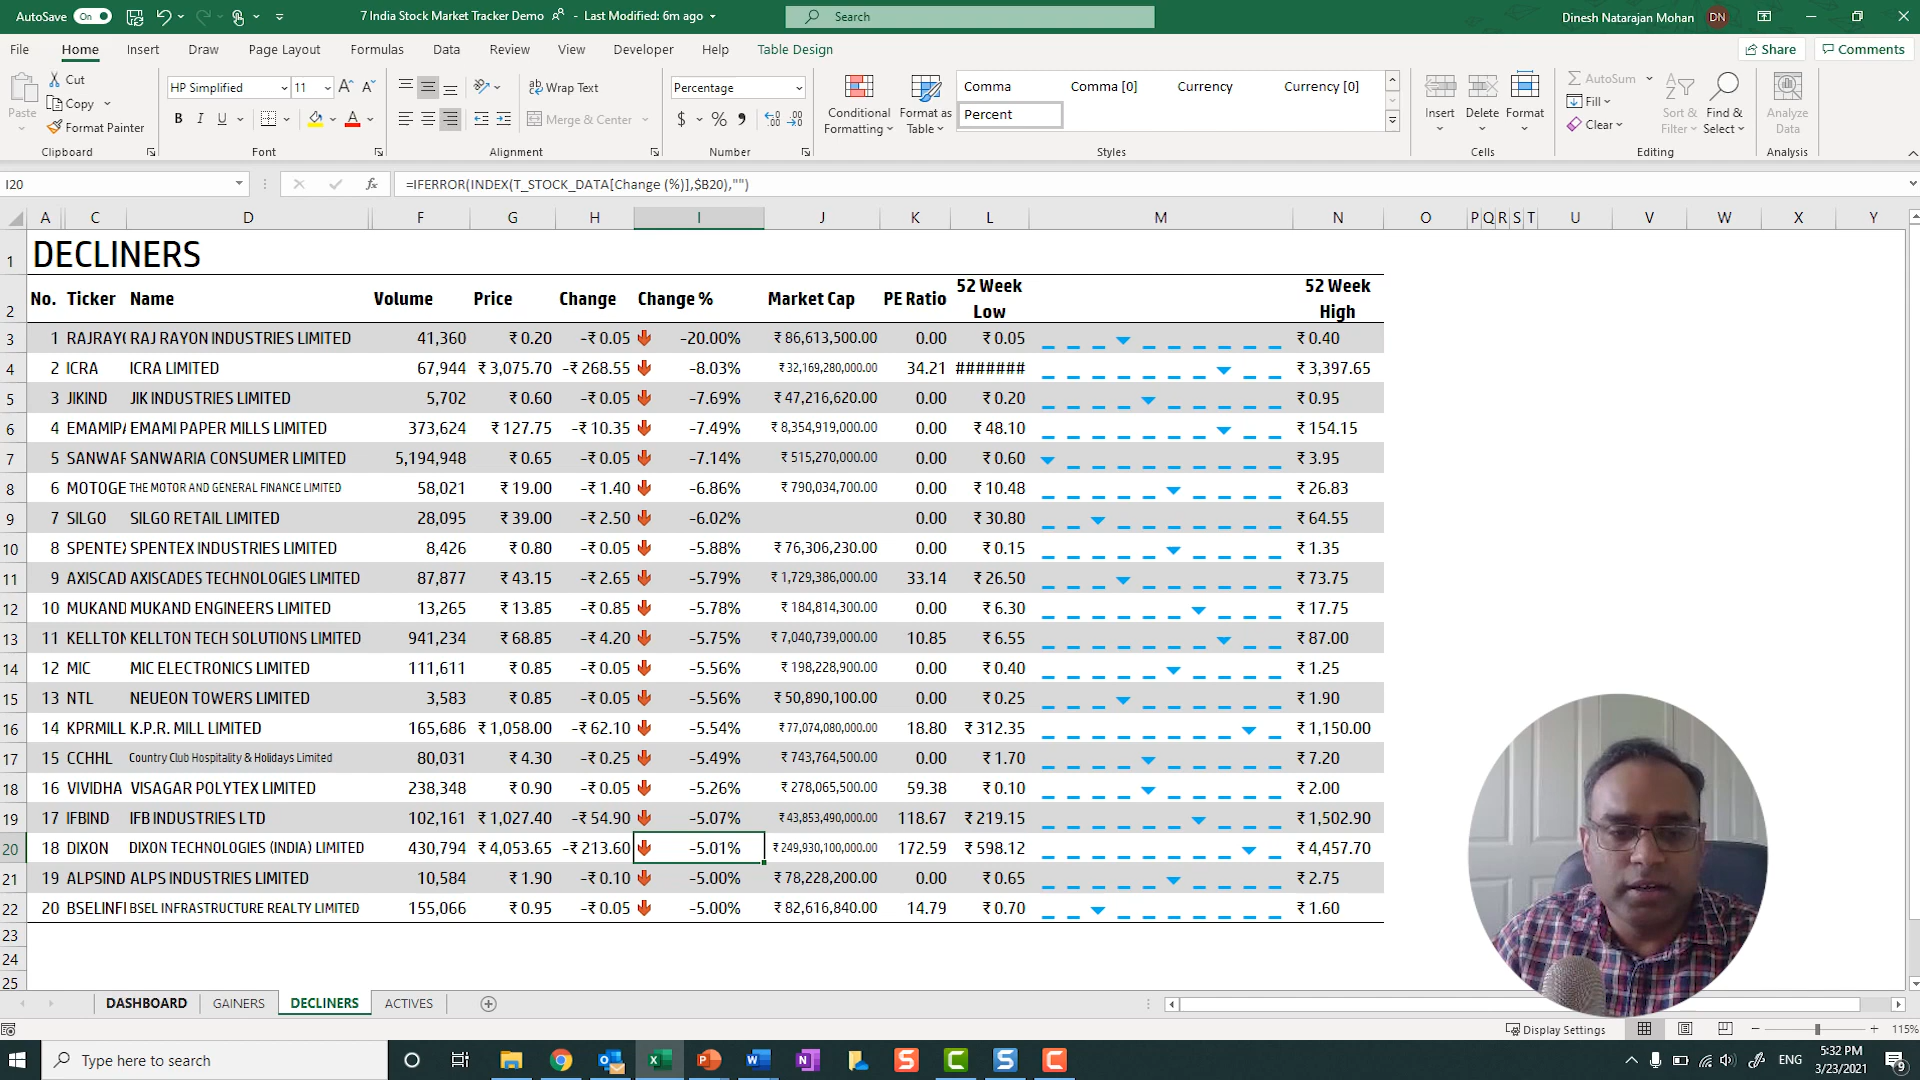 AutoSave On 7 India Stock Market Tracker Demo - Last Modified: 6m ago Search Dinesh Natarajan Mohan DN
File Home Insert Draw Page Layout Formulas Data Review View Developer Help Table Design Share Comments
Paste Cut Copy Format Painter Clipboard
HP Simplified 11 B I U A Font
Wrap Text Merge & Center Alignment
Percentage $ % , Number
Conditional Formatting Format as Table Comma Comma [0] Currency Currency [0] Percent Styles
Insert Delete Format Cells
AutoSum Fill Clear Sort & Filter Find & Select Editing
Analyze Data Analysis
I20 fx =IFERROR(INDEX(T_STOCK_DATA[Change (%)],$B20),"")
A C D F G H I J K L M N O P Q R S T U V W X Y
1 DECLINERS
2 No. Ticker Name Volume Price Change Change % Market Cap PE Ratio 52 Week Low 52 Week High
3 1 RAJRAY RAJ RAYON INDUSTRIES LIMITED 41,360 ₹ 0.20 -₹ 0.05 -20.00% ₹ 86,613,500.00 0.00 ₹ 0.05 ₹ 0.40
4 2 ICRA ICRA LIMITED 67,944 ₹ 3,075.70 -₹ 268.55 -8.03% ₹ 32,169,280,000.00 34.21 ####### ₹ 3,397.65
5 3 JIKIND JIK INDUSTRIES LIMITED 5,702 ₹ 0.60 -₹ 0.05 -7.69% ₹ 47,216,620.00 0.00 ₹ 0.20 ₹ 0.95
6 4 EMAMIP EMAMI PAPER MILLS LIMITED 373,624 ₹ 127.75 -₹ 10.35 -7.49% ₹ 8,354,919,000.00 0.00 ₹ 48.10 ₹ 154.15
7 5 SANWAR SANWARIA CONSUMER LIMITED 5,194,948 ₹ 0.65 -₹ 0.05 -7.14% ₹ 515,270,000.00 0.00 ₹ 0.60 ₹ 3.95
8 6 MOTOGE THE MOTOR AND GENERAL FINANCE LIMITED 58,021 ₹ 19.00 -₹ 1.40 -6.86% ₹ 790,034,700.00 0.00 ₹ 10.48 ₹ 26.83
9 7 SILGO SILGO RETAIL LIMITED 28,095 ₹ 39.00 -₹ 2.50 -6.02% 0.00 ₹ 30.80 ₹ 64.55
10 8 SPENTEX SPENTEX INDUSTRIES LIMITED 8,426 ₹ 0.80 -₹ 0.05 -5.88% ₹ 76,306,230.00 0.00 ₹ 0.15 ₹ 1.35
11 9 AXISCAD AXISCADES TECHNOLOGIES LIMITED 87,877 ₹ 43.15 -₹ 2.65 -5.79% ₹ 1,729,386,000.00 33.14 ₹ 26.50 ₹ 73.75
12 10 MUKAND MUKAND ENGINEERS LIMITED 13,265 ₹ 13.85 -₹ 0.85 -5.78% ₹ 184,814,300.00 0.00 ₹ 6.30 ₹ 17.75
13 11 KELLTON KELLTON TECH SOLUTIONS LIMITED 941,234 ₹ 68.85 -₹ 4.20 -5.75% ₹ 7,040,739,000.00 10.85 ₹ 6.55 ₹ 87.00
14 12 MIC MIC ELECTRONICS LIMITED 111,611 ₹ 0.85 -₹ 0.05 -5.56% ₹ 198,228,900.00 0.00 ₹ 0.40 ₹ 1.25
15 13 NTL NEUEON TOWERS LIMITED 3,583 ₹ 0.85 -₹ 0.05 -5.56% ₹ 50,890,100.00 0.00 ₹ 0.25 ₹ 1.90
16 14 KPRMILL K.P.R. MILL LIMITED 165,686 ₹ 1,058.00 -₹ 62.10 -5.54% ₹ 77,074,080,000.00 18.80 ₹ 312.35 ₹ 1,150.00
17 15 CCHHL Country Club Hospitality & Holidays Limited 80,031 ₹ 4.30 -₹ 0.25 -5.49% ₹ 743,764,500.00 0.00 ₹ 1.70 ₹ 7.20
18 16 VIVIDHA VISAGAR POLYTEX LIMITED 238,348 ₹ 0.90 -₹ 0.05 -5.26% ₹ 278,065,500.00 59.38 ₹ 0.10 ₹ 2.00
19 17 IFBIND IFB INDUSTRIES LTD 102,161 ₹ 1,027.40 -₹ 54.90 -5.07% ₹ 43,853,490,000.00 118.67 ₹ 219.15 ₹ 1,502.90
20 18 DIXON DIXON TECHNOLOGIES (INDIA) LIMITED 430,794 ₹ 4,053.65 -₹ 213.60 -5.01% ₹ 249,930,100,000.00 172.59 ₹ 598.12 ₹ 4,457.70
21 19 ALPSIND ALPS INDUSTRIES LIMITED 10,584 ₹ 1.90 -₹ 0.10 -5.00% ₹ 78,228,200.00 0.00 ₹ 0.65 ₹ 2.75
22 20 BSELINF BSEL INFRASTRUCTURE REALTY LIMITED 155,066 ₹ 0.95 -₹ 0.05 -5.00% ₹ 82,616,840.00 14.79 ₹ 0.70 ₹ 1.60
23
24
25
DASHBOARD GAINERS DECLINERS ACTIVES
Display Settings 115%
Type here to search ENG 5:32 PM
3/23/2021